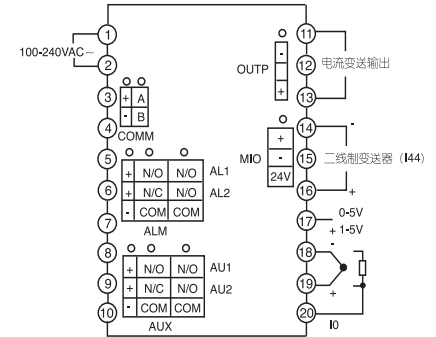 1
11
100-240VAC~
2
OUTP
-
+
12
电流变送输出
3
+ A
- B
13
4
COMM
14
-
5
MIO
+
-
24V
15
二线制变送器（I44）
+ N/O N/O AL1
6
+ N/C N/O AL2
16
+
7
- COM COM
17
0-5V
+ 1-5V
ALM
8
18
-
+ N/O N/O AU1
9
+ N/C N/O AU2
19
+
10
- COM COM
20
I0
AUX